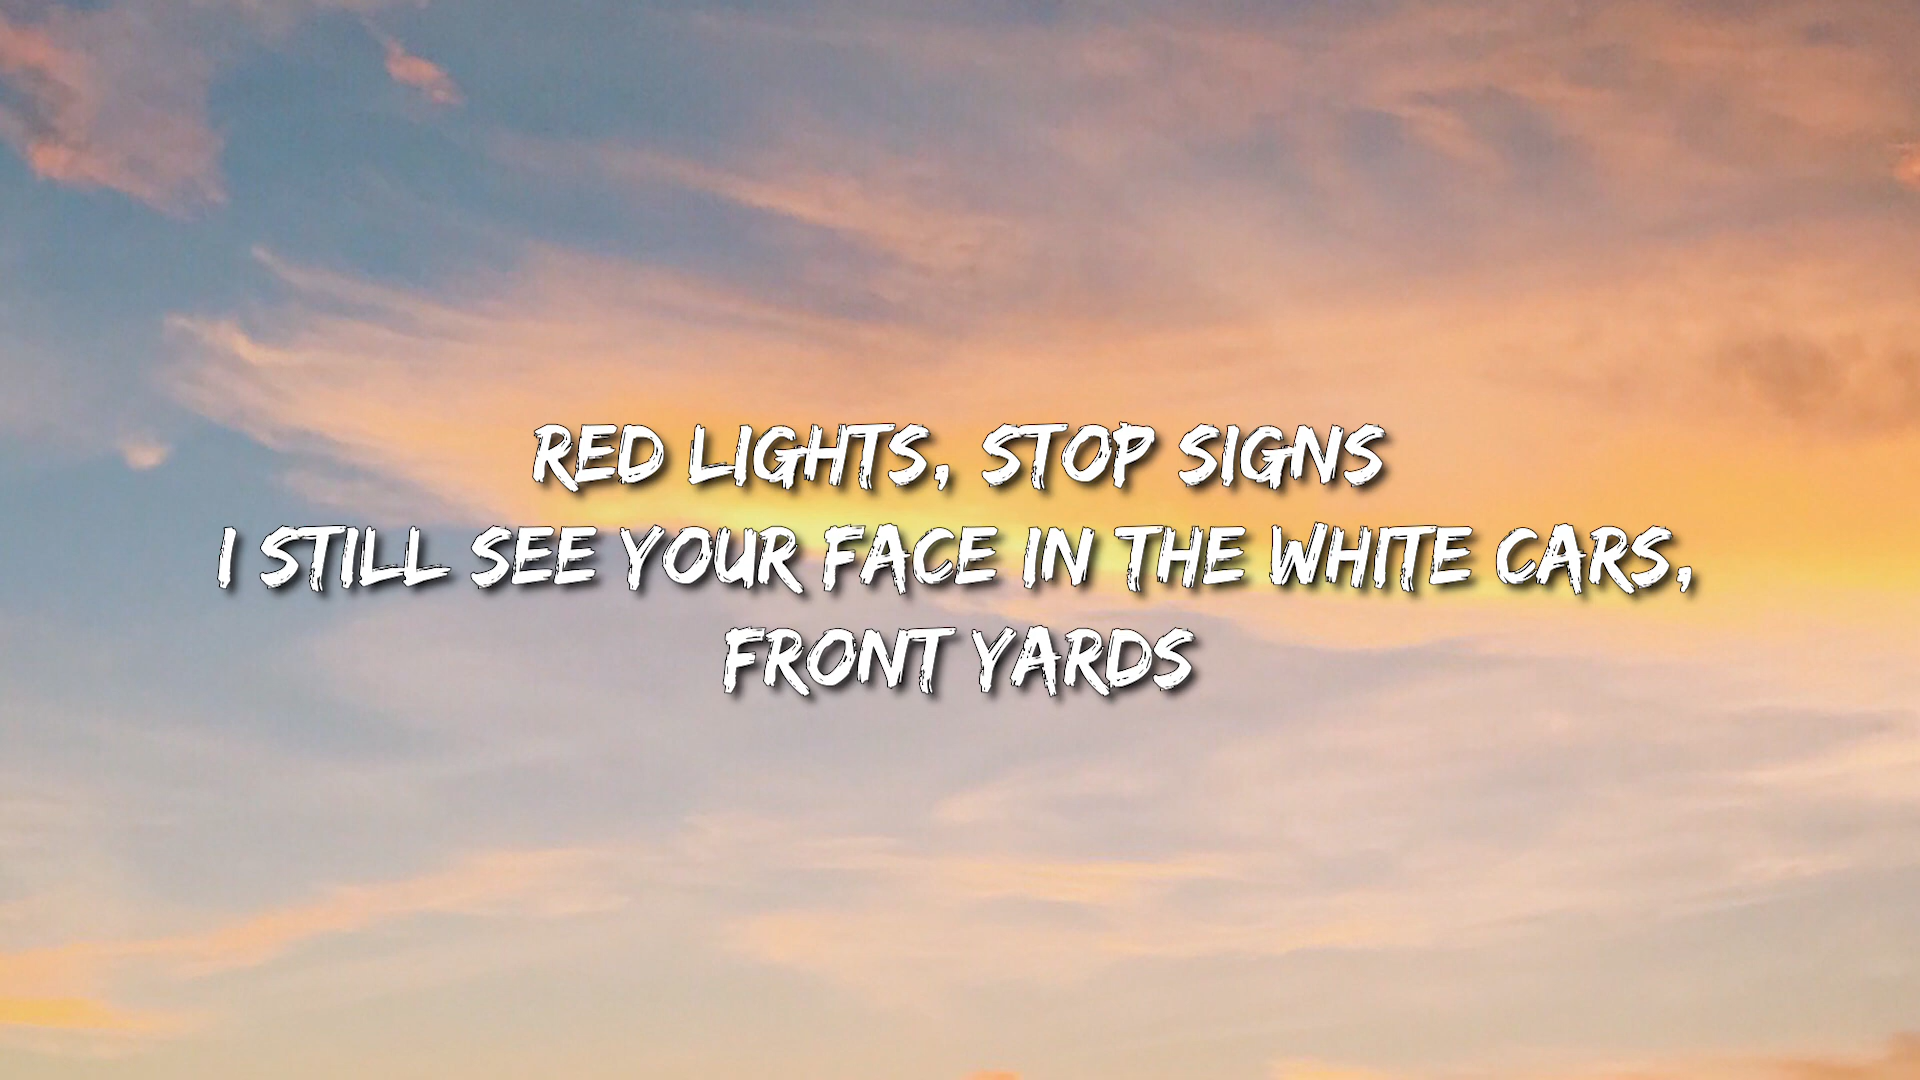 RED LIGHTS, STOP SIGNS
I STILL SEE YOUR FACE IN THE WHITE CARS,
FRONT YARDS